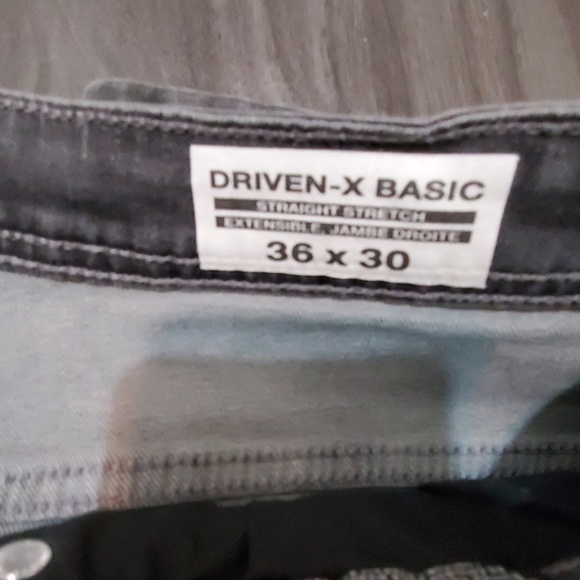 DRIVEN-X BASIC
STRAIGHT STRETCH
EXTENSIBLE, JAMBE DROITE
36 x 30